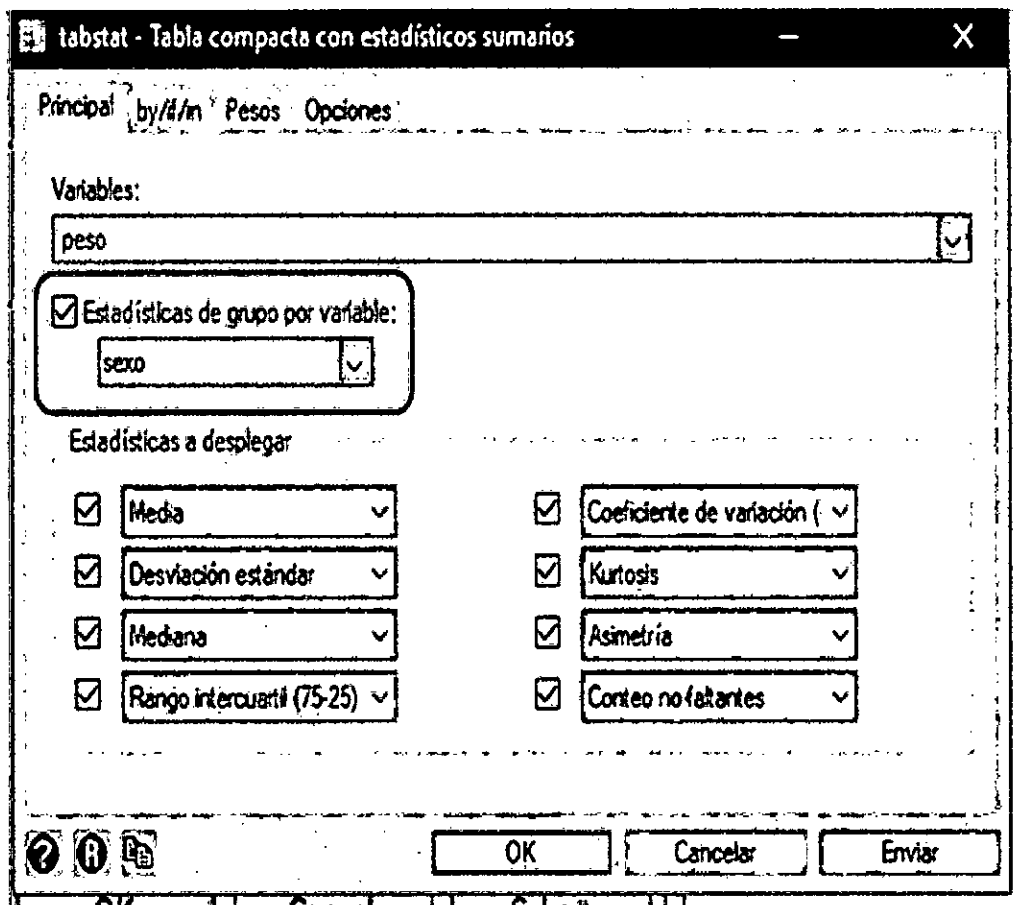 tabstat - Tabla compacta con estadísticos sumarios
Principal by/if/in Pesos Opciones
Variables:
peso
Estadísticas de grupo por variable:
sexo
Estadísticas a desplegar
Media
Coeficiente de variación (
Desviación estándar
Kurtosis
Mediana
Asimetría
Rango intercuartil (75-25)
Conteo no faltantes
? R
OK Cancelar Enviar